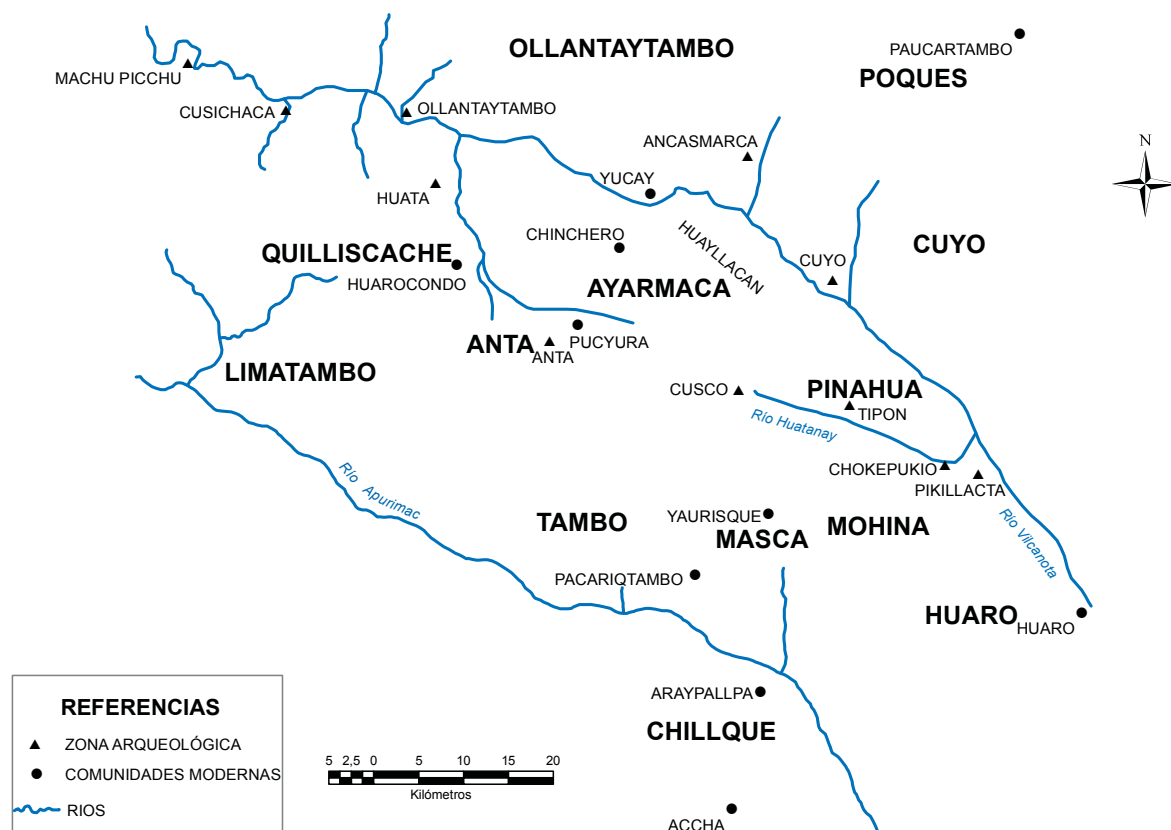 OLLANTAYTAMBO
PAUCARTAMBO
POQUES
MACHU PICCHU
CUSICHACA
OLLANTAYTAMBO
ANCASMARCA
N
YUCAY
HUATA
CHINCHERO
HUAYLLACAN
CUYO
CUYO
QUILLISCACHE
HUAROCONDO
AYARMACA
ANTA
ANTA
PUCYURA
LIMATAMBO
CUSCO
PINAHUA
TIPON
Río Huatanay
CHOKEPUKIO
PIKILLACTA
Río Apurimac
TAMBO
YAURISQUE
MASCA
MOHINA
Río Vilcanota
PACARIQTAMBO
HUARO
HUARO
ARAYPALLPA
CHILLQUE
ACCHA
REFERENCIAS
ZONA ARQUEOLÓGICA
COMUNIDADES MODERNAS
RIOS
5 2,5 0 5 10 15 20
Kilómetros